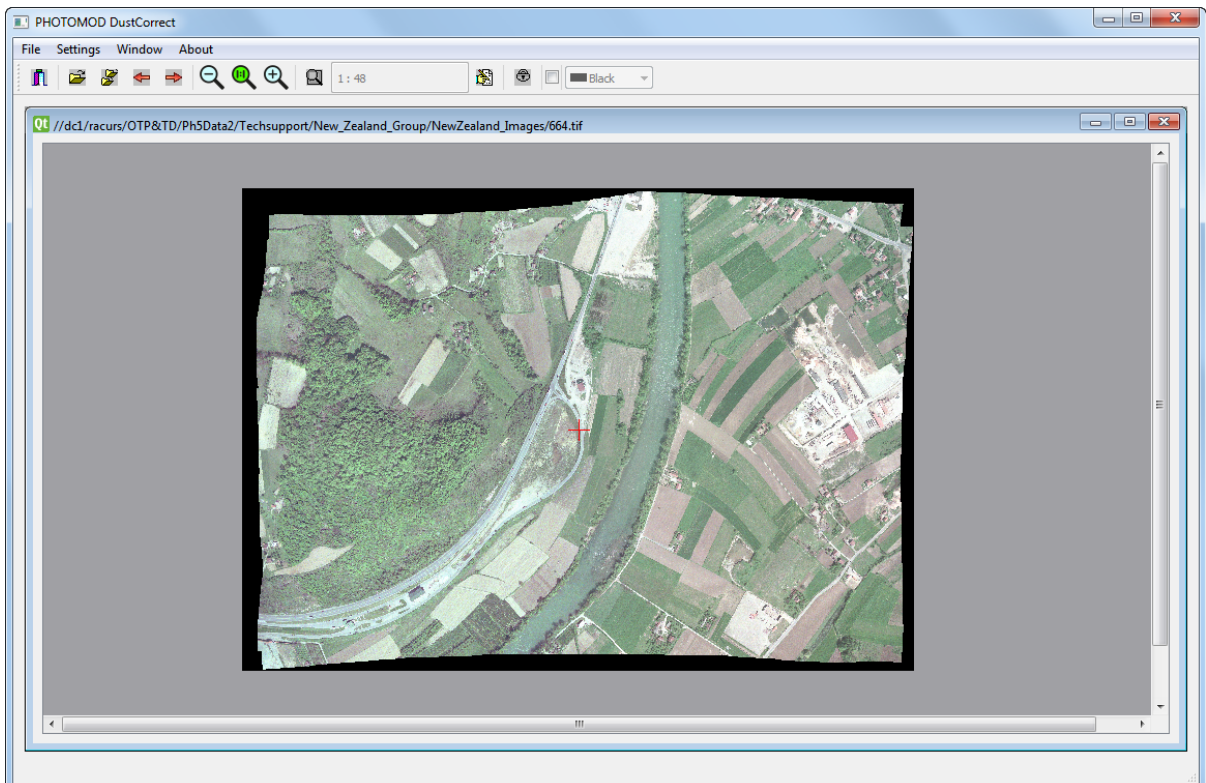 PHOTOMOD DustCorrect
File Settings Window About
1 : 48 Black
Qt //dc1/racurs/OTP&TD/Ph5Data2/Techsupport/New_Zealand_Group/NewZealand_Images/664.tif